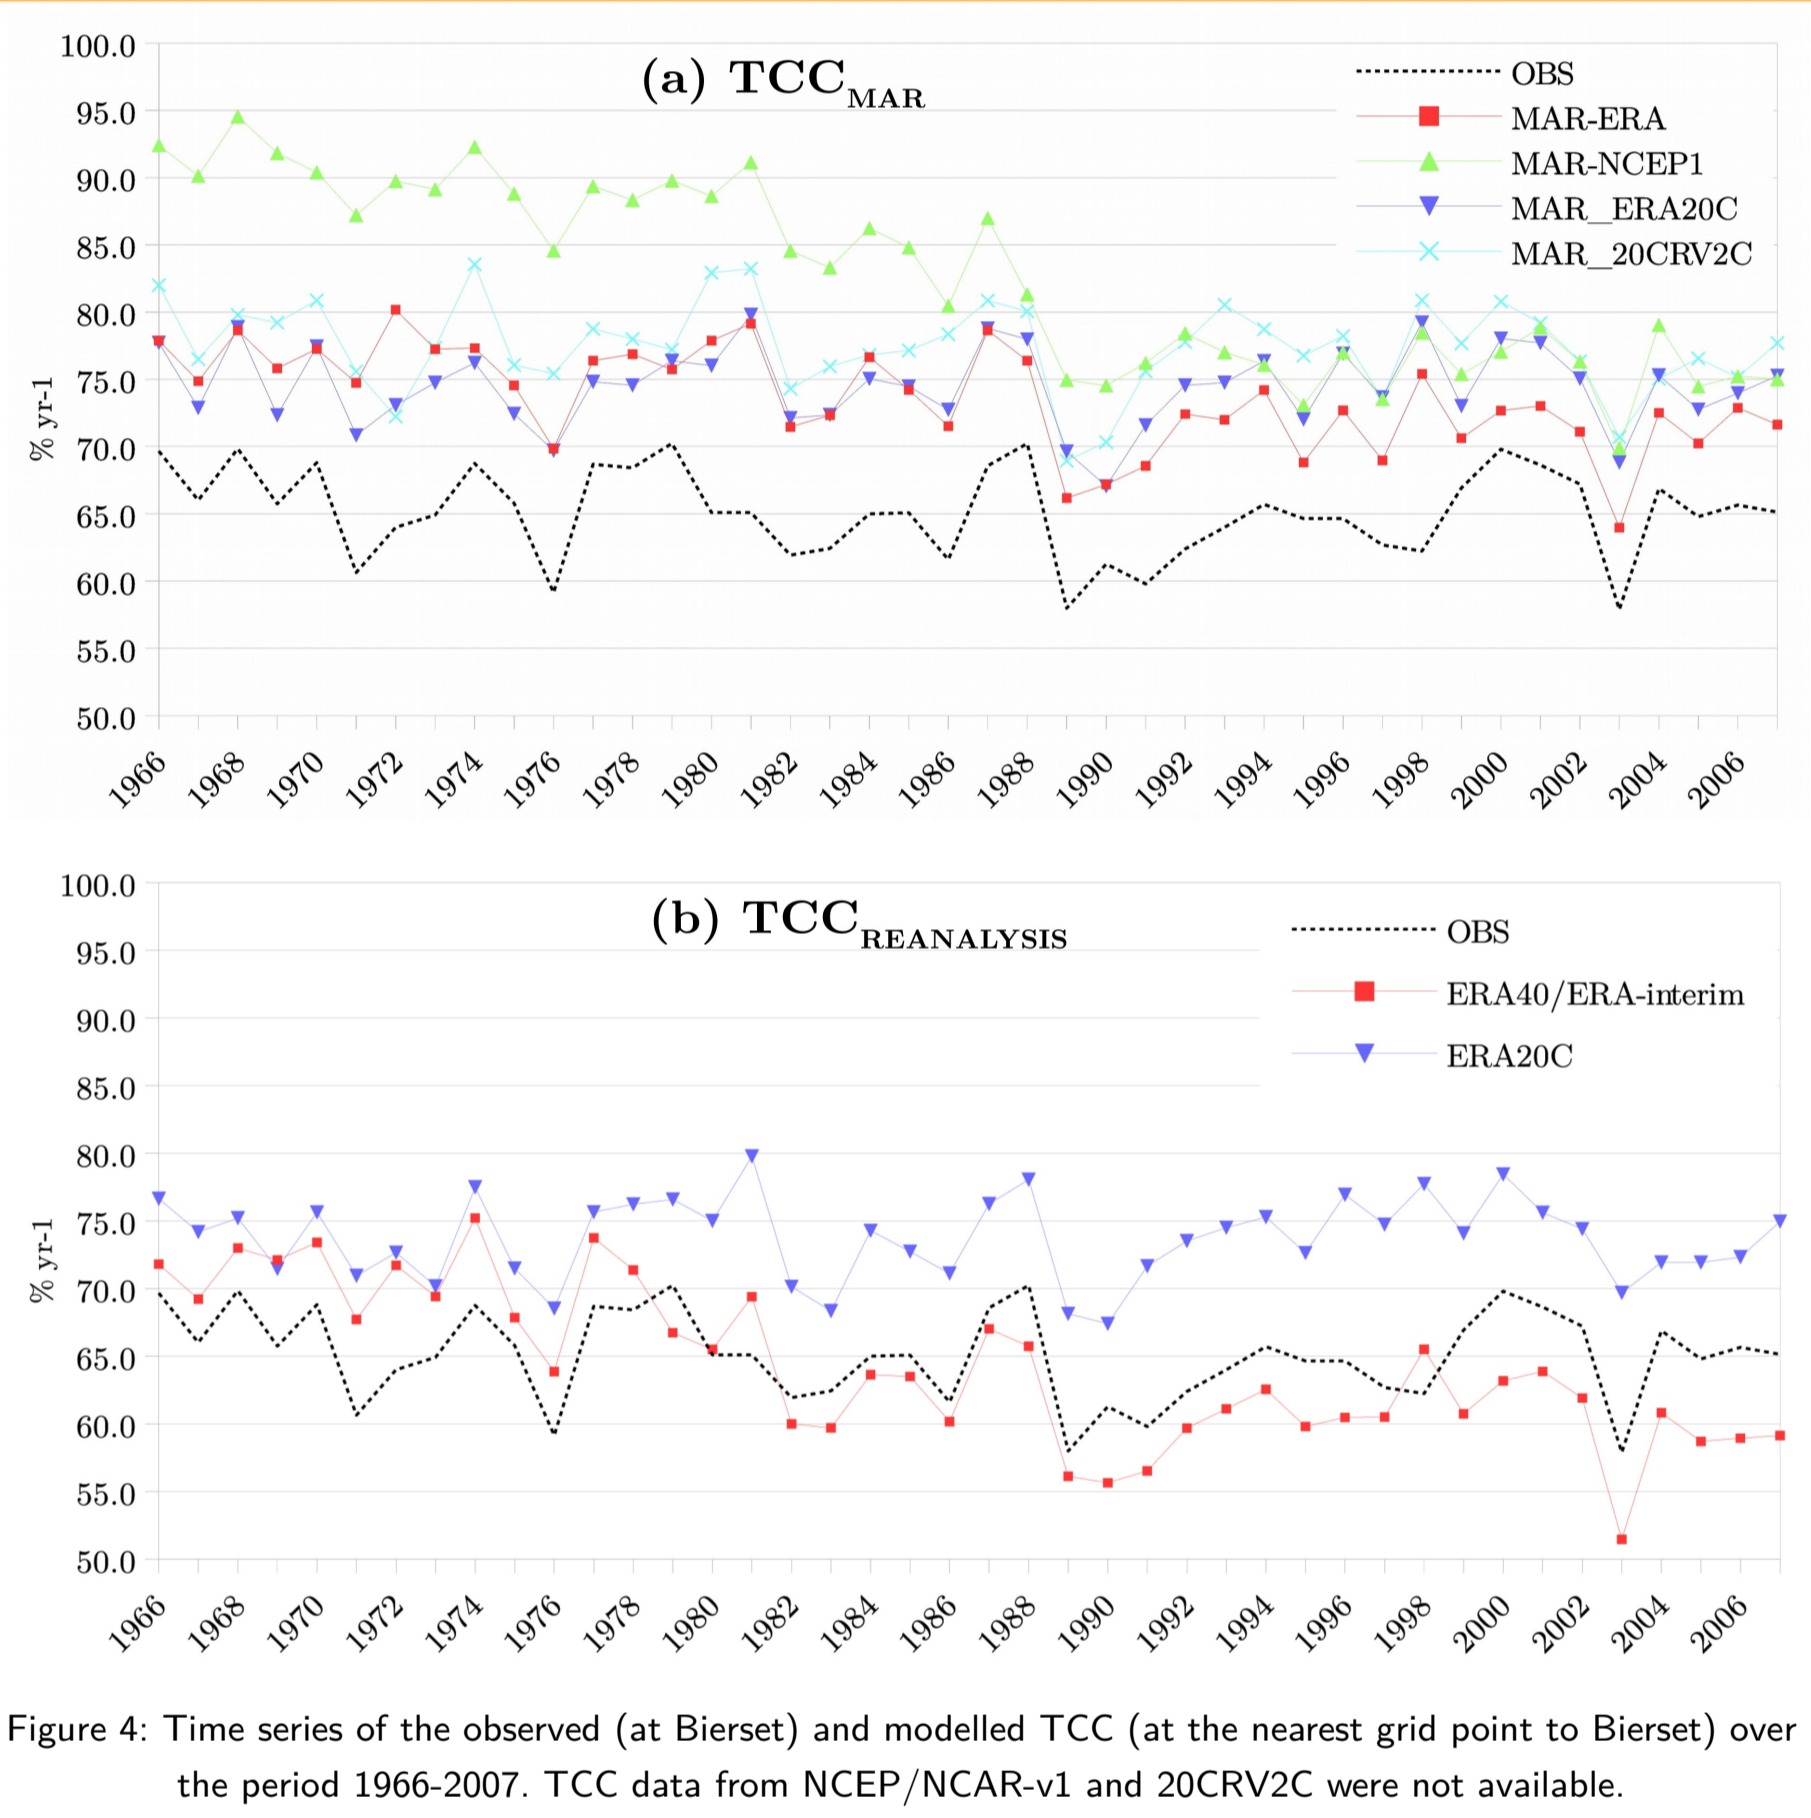 (a) TCC_MAR
% yr-1
100.0
95.0
90.0
85.0
80.0
75.0
70.0
65.0
60.0
55.0
50.0
OBS
MAR-ERA
MAR-NCEP1
MAR_ERA20C
MAR_20CRV2C
1966 1968 1970 1972 1974 1976 1978 1980 1982 1984 1986 1988 1990 1992 1994 1996 1998 2000 2002 2004 2006
(b) TCC_REANALYSIS
% yr-1
100.0
95.0
90.0
85.0
80.0
75.0
70.0
65.0
60.0
55.0
50.0
OBS
ERA40/ERA-interim
ERA20C
1966 1968 1970 1972 1974 1976 1978 1980 1982 1984 1986 1988 1990 1992 1994 1996 1998 2000 2002 2004 2006
Figure 4: Time series of the observed (at Bierset) and modelled TCC (at the nearest grid point to Bierset) over
the period 1966-2007. TCC data from NCEP/NCAR-v1 and 20CRV2C were not available.